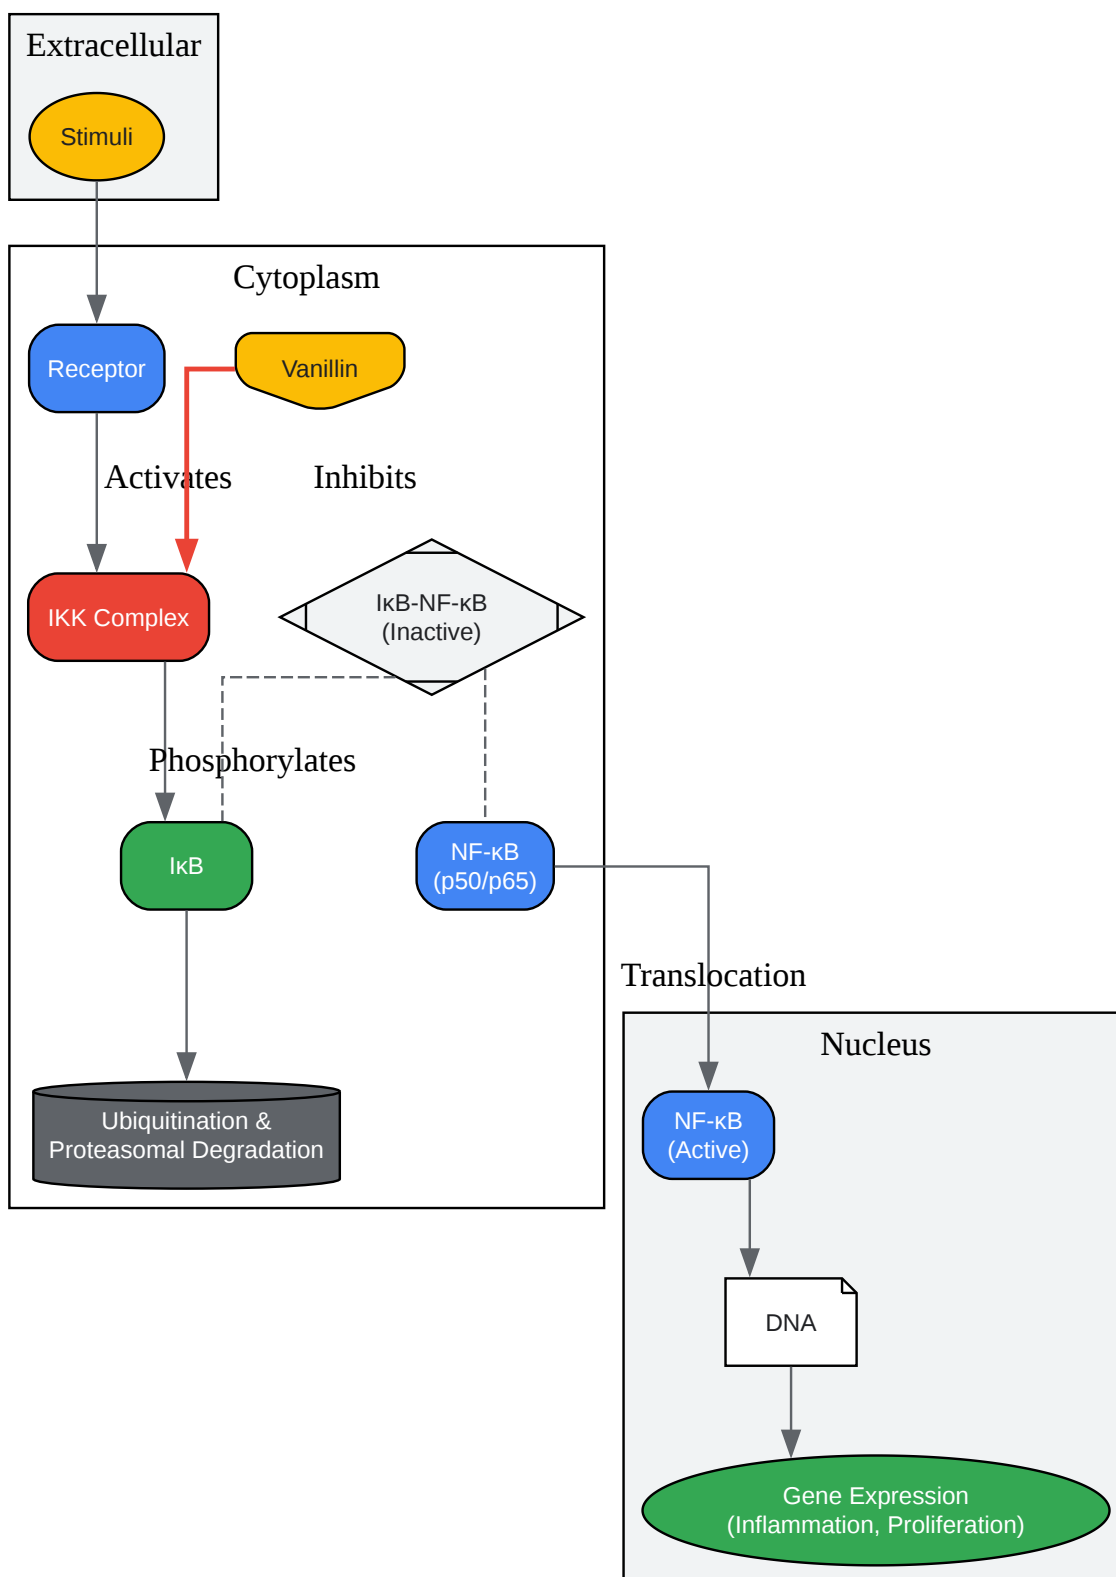 Extracellular
Stimuli
Cytoplasm
Receptor
Vanillin
Activates
Inhibits
IKK Complex
IκB-NF-κB
(Inactive)
Phosphorylates
IκB
NF-κB
(p50/p65)
Translocation
Nucleus
Ubiquitination &
Proteasomal Degradation
NF-κB
(Active)
DNA
Gene Expression
(Inflammation, Proliferation)